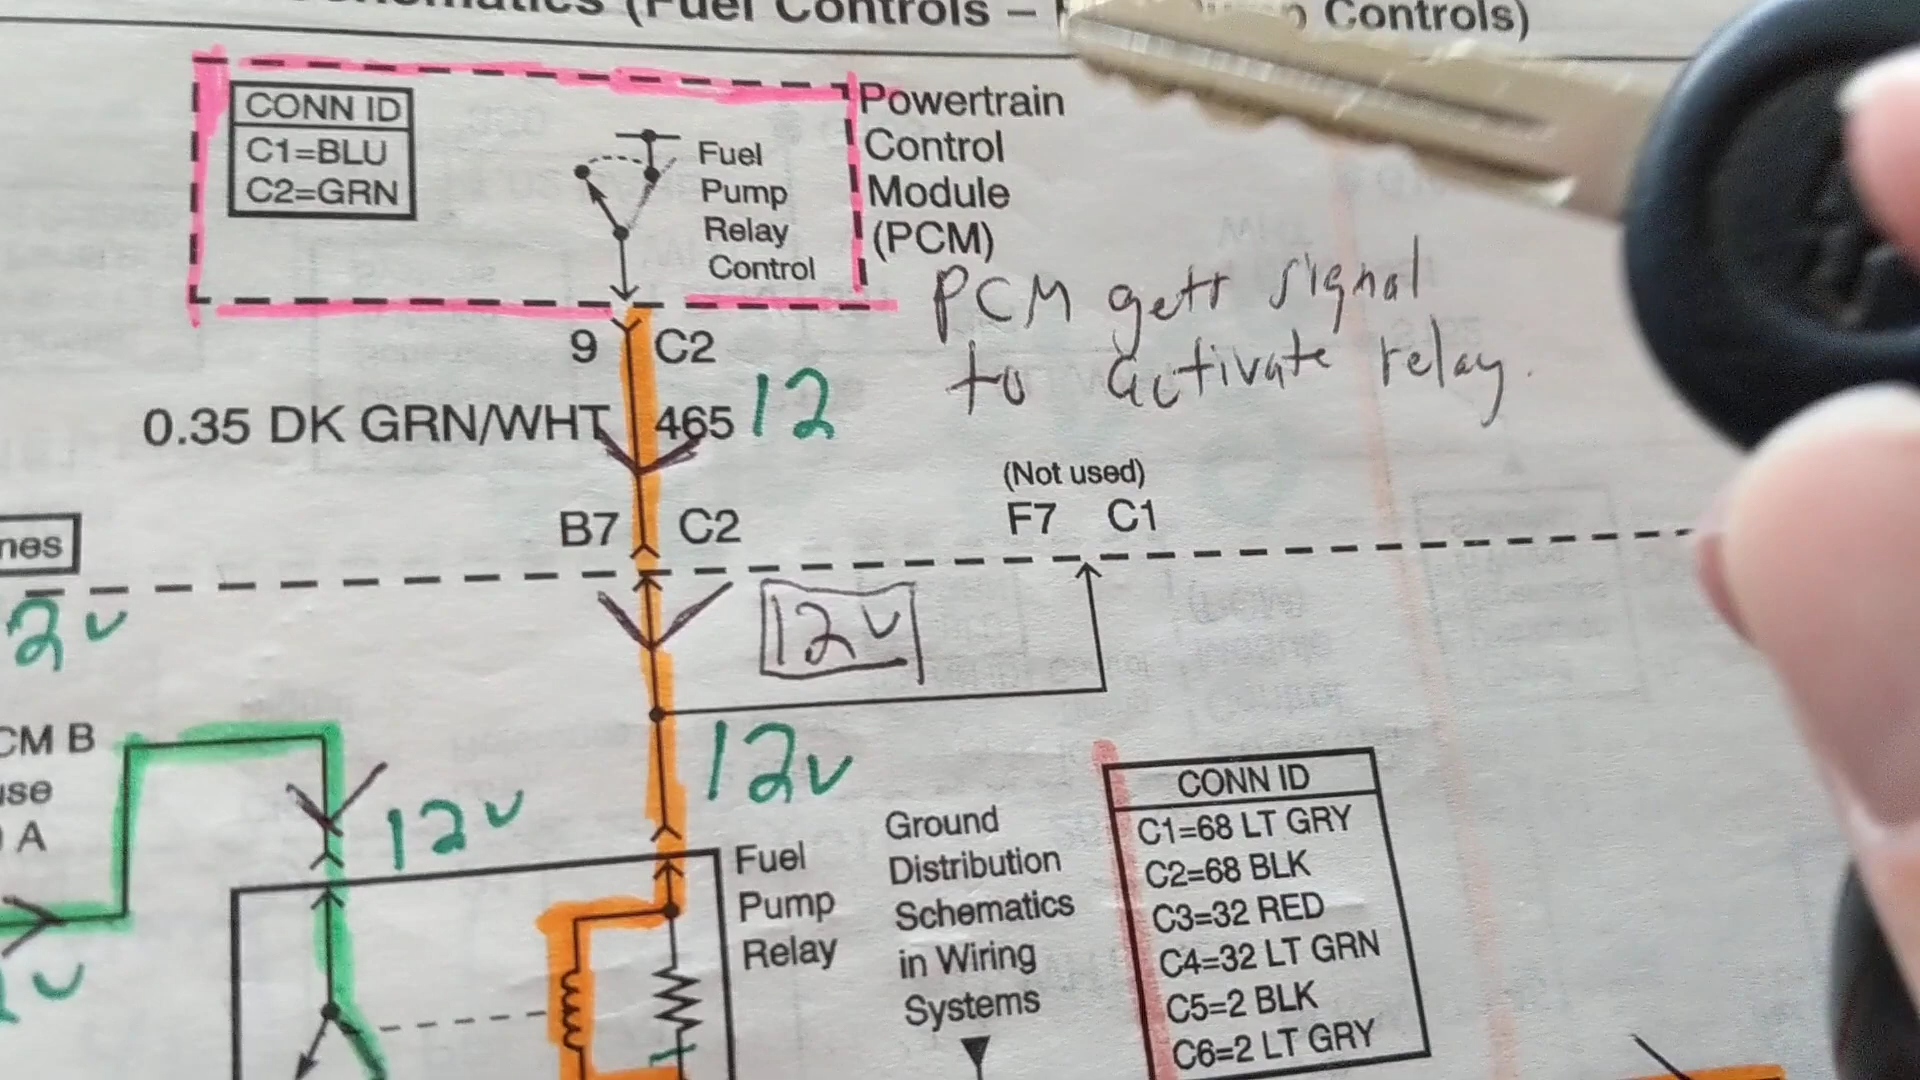 (Fuel Controls –
Controls)
CONN ID
C1=BLU
C2=GRN
Fuel
Pump
Relay
Control
Powertrain
Control
Module
(PCM)
PCM gets signal
to activate relay.
9 C2
0.35 DK GRN/WHT 465 12
B7 C2
(Not used)
F7 C1
12v
12v
CM B
A
12v
Fuel
Pump
Relay
Ground
Distribution
Schematics
in Wiring
Systems
CONN ID
C1=68 LT GRY
C2=68 BLK
C3=32 RED
C4=32 LT GRN
C5=2 BLK
C6=2 LT GRY